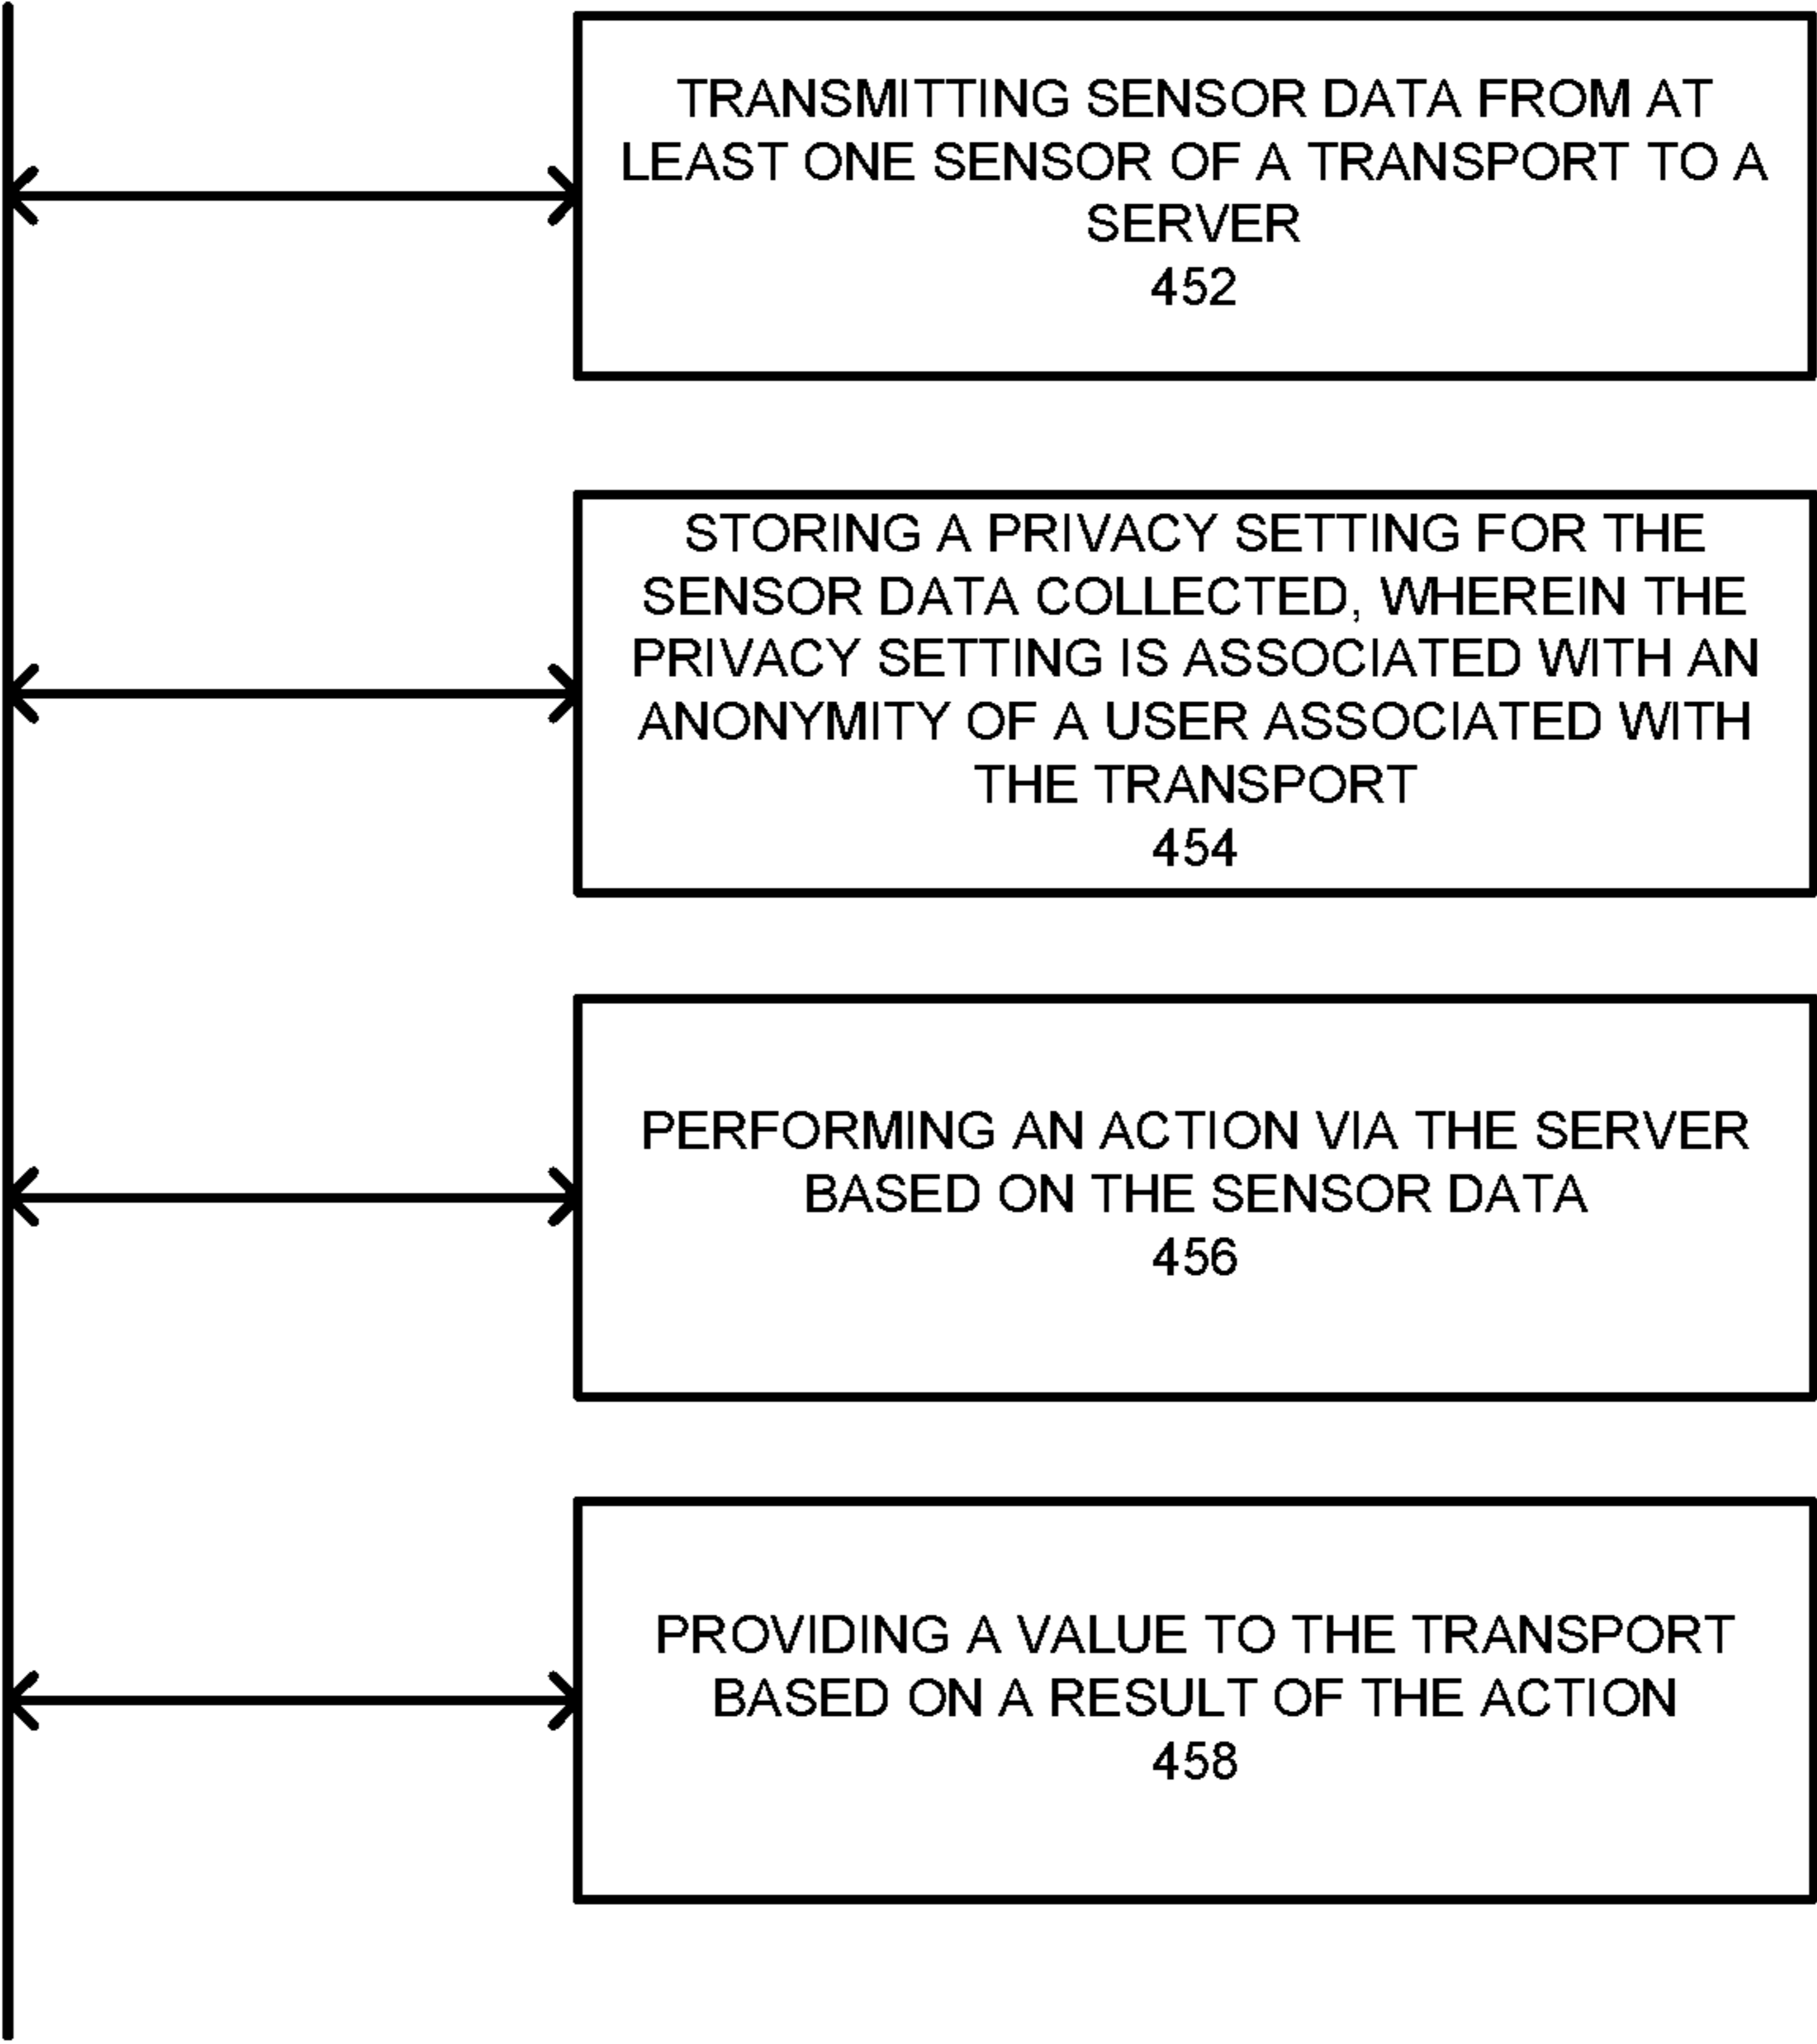 TRANSMITTING SENSOR DATA FROM AT
LEAST ONE SENSOR OF A TRANSPORT TO A
SERVER
452
STORING A PRIVACY SETTING FOR THE
SENSOR DATA COLLECTED, WHEREIN THE
PRIVACY SETTING IS ASSOCIATED WITH AN
ANONYMITY OF A USER ASSOCIATED WITH
THE TRANSPORT
454
PERFORMING AN ACTION VIA THE SERVER
BASED ON THE SENSOR DATA
456
PROVIDING A VALUE TO THE TRANSPORT
BASED ON A RESULT OF THE ACTION
458